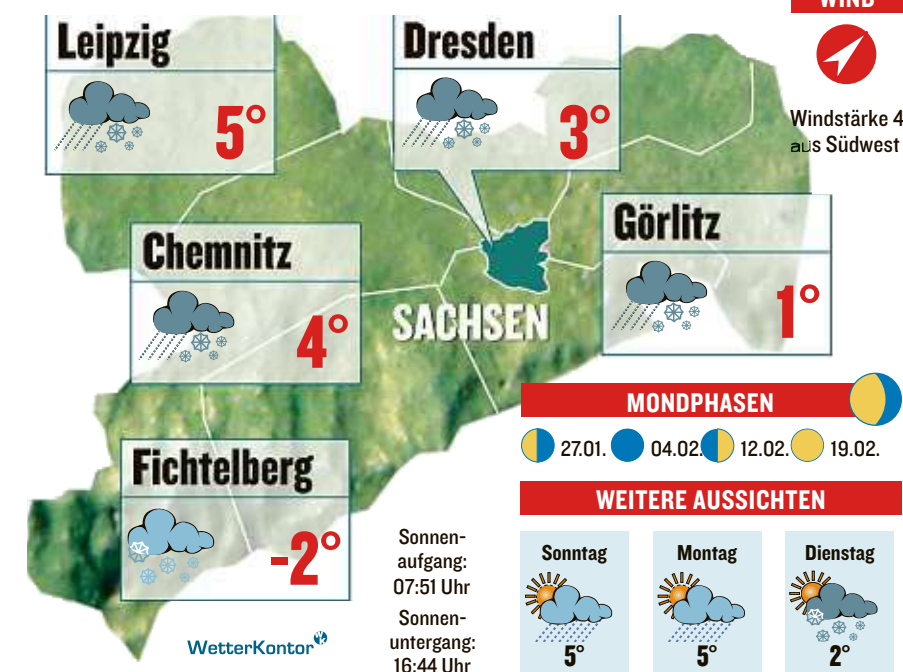 WIND
Leipzig
5°
Dresden
3°
Windstärke 4
aus Südwest
Görlitz
1°
Chemnitz
4°
SACHSEN
MONDPHASEN
27.01. 04.02. 12.02. 19.02.
Fichtelberg
-2°
WEITERE AUSSICHTEN
Sonnen-
aufgang:
07:51 Uhr
Sonnen-
untergang:
16:44 Uhr
Sonntag
5°
Montag
5°
Dienstag
2°
WetterKontor